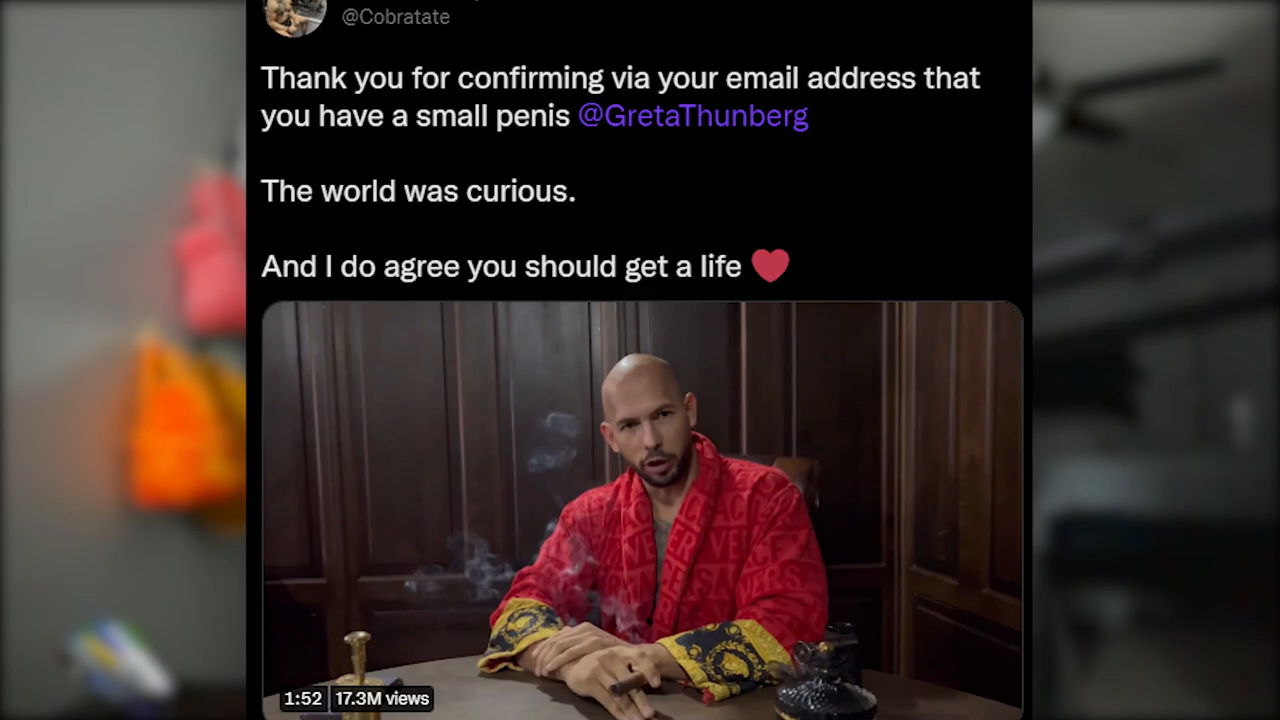 @Cobratate
Thank you for confirming via your email address that
you have a small penis @GretaThunberg
The world was curious.
And I do agree you should get a life
1:52 17.3M views